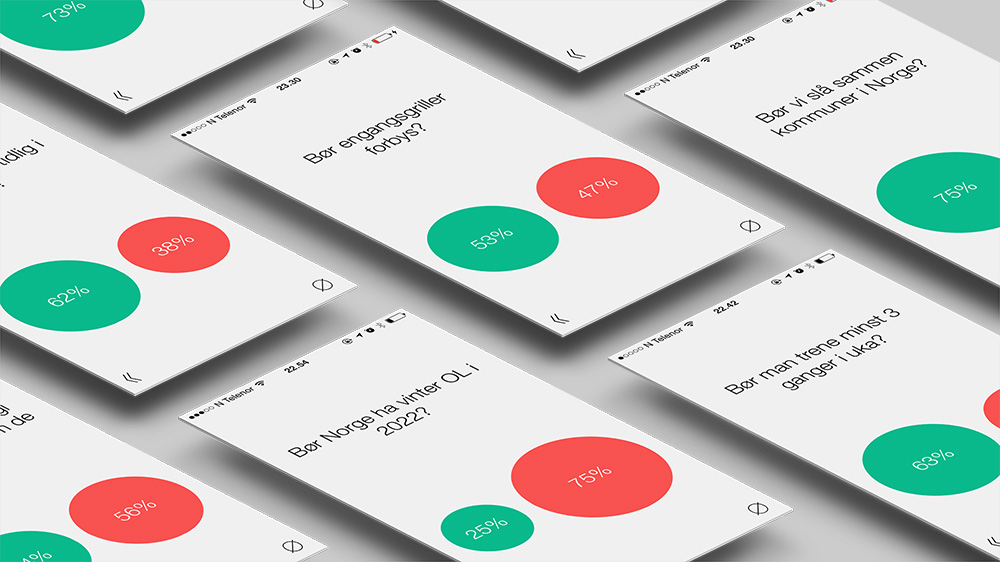 73%
N Telenor
23.30
Bør engangsgriller
forbys?
53%
47%
N Telenor
23.30
Bør vi slå sammen
kommuner i Norge?
75%
i
?
62%
38%
N Telenor
22.54
Bør Norge ha vinter OL i
2022?
25%
75%
N Telenor
22.42
Bør man trene minst 3
ganger i uka?
63%
de
56%